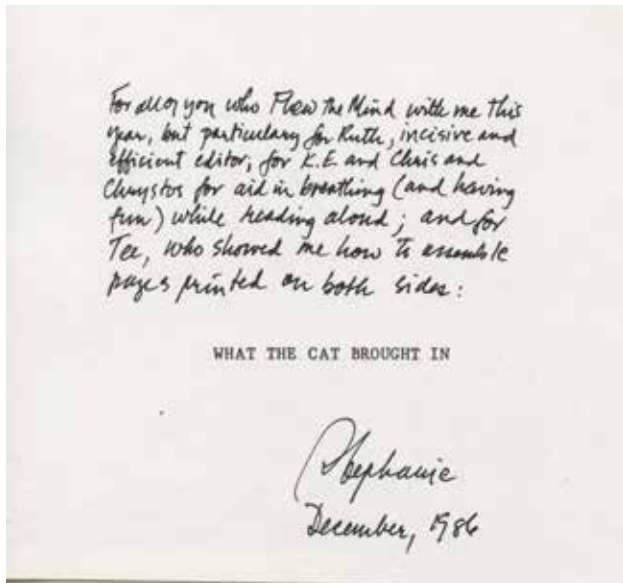 For all of you who Flew the Mind with me this
year, but particulary for Ruth, incisive and
efficient editor; for K.E. and Chris and
Chrystos for aid in breathing (and having
fun) while reading aloud; and for
Tee, who showed me how to assemble
pages printed on both sides:
WHAT THE CAT BROUGHT IN
Stephanie
December, 1986